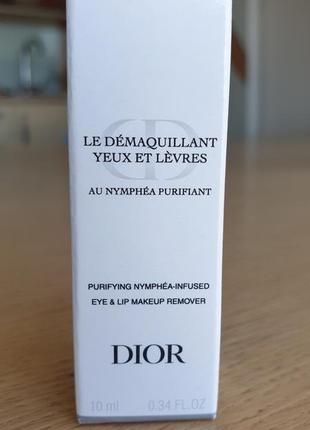 LE DÉMAQUILLANT
YEUX ET LÈVRES
AU NYMPHÉA PURIFIANT
PURIFYING NYMPHÉA-INFUSED
EYE & LIP MAKEUP REMOVER
DIOR
10 ml 0.34 FL.OZ